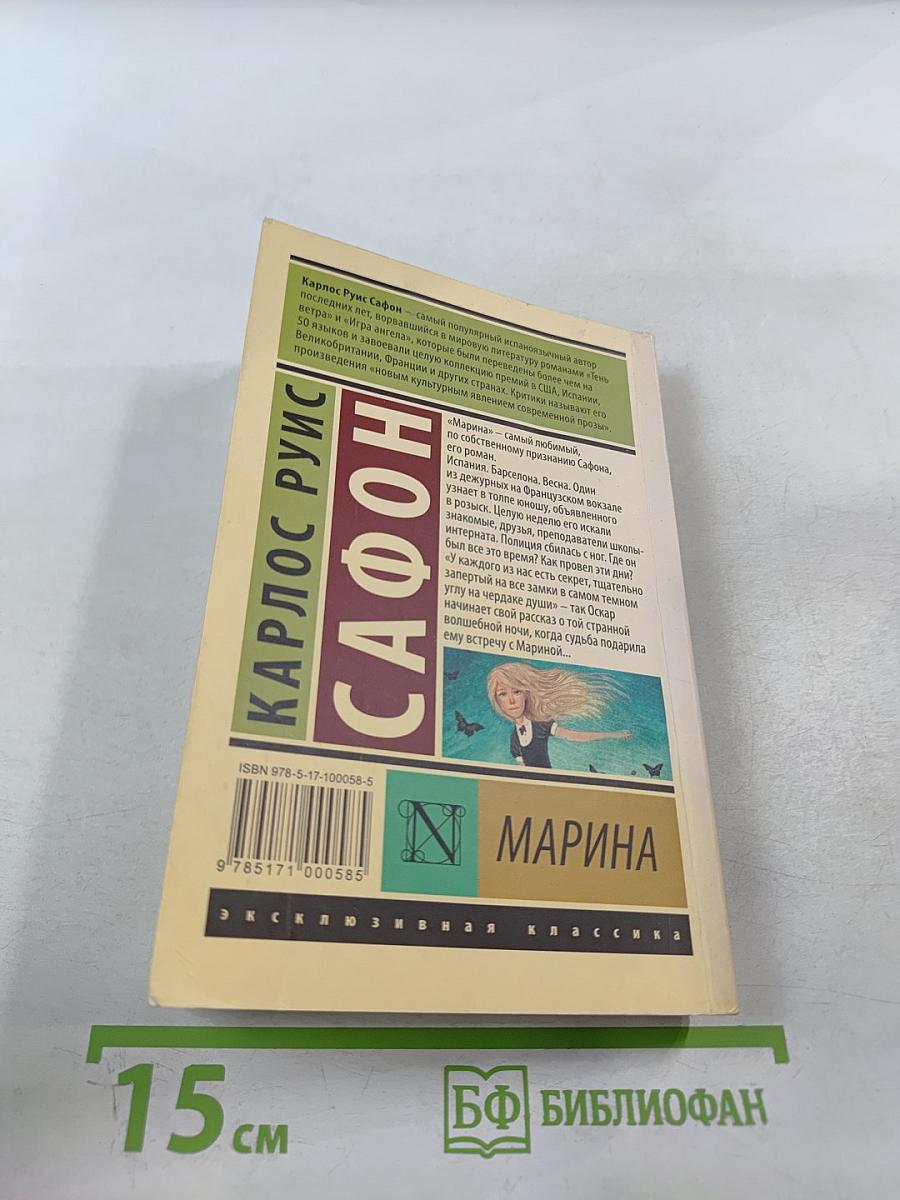 Карлос Руис Сафон – самый популярный испаноязычный автор
последних лет, ворвавшийся в мировую литературу романами «Тень
ветра» и «Игра ангела», которые были переведены более чем на
50 языков и завоевали целую коллекцию премий в США, Испании,
Великобритании, Франции и других странах. Критики называют его
произведения «новым культурным явлением современной прозы».
КАРЛОС РУИС
САФОН
«Марина» – самый любимый,
по собственному признанию Сафона,
его роман.
Испания. Барселона. Весна. Один
из дежурных на Французском вокзале
узнает в толпе юношу, объявленного
в розыск. Целую неделю его искали
знакомые, друзья, преподаватели школы-
интерната. Полиция сбилась с ног. Где он
был все это время? Как провел эти дни?
«У каждого из нас есть секрет, тщательно
запертый на все замки в самом темном
углу на чердаке души» – так Оскар
начинает свой рассказ о той странной
волшебной ночи, когда судьба подарила
ему встречу с Мариной...
ISBN 978-5-17-100058-5
9 785171 000585
N
МАРИНА
эксклюзивная классика
15 см
БФ БИБЛИОФАН